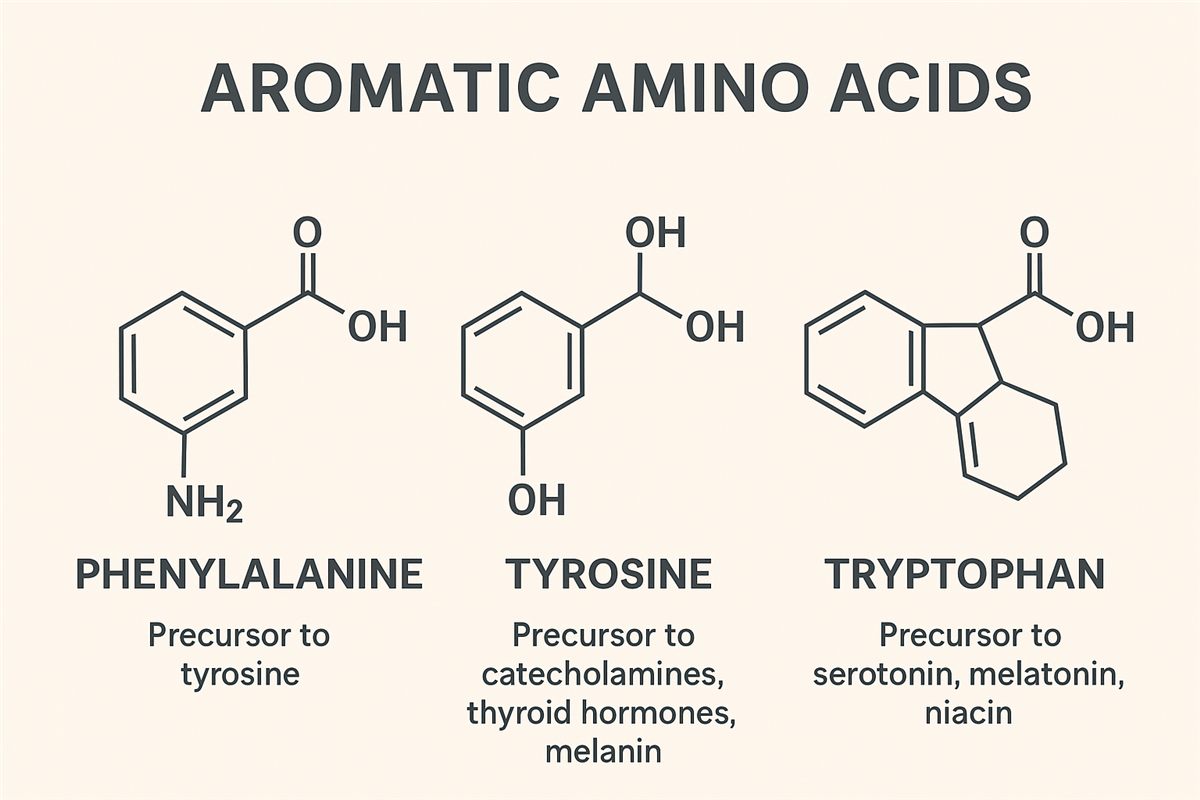 AROMATIC AMINO ACIDS
O
OH
NH2
PHENYLALANINE
Precursor to
tyrosine
OH
OH
OH
TYROSINE
Precursor to
catecholamines,
thyroid hormones,
melanin
O
OH
TRYPTOPHAN
Precursor to
serotonin, melatonin,
niacin